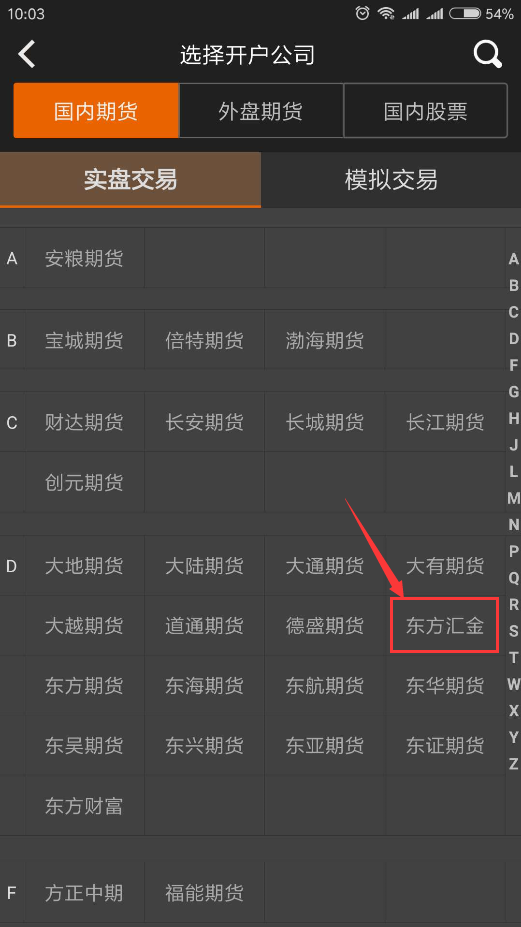 10:03 54%
选择开户公司
国内期货 外盘期货 国内股票
实盘交易 模拟交易
A 安粮期货
B 宝城期货 倍特期货 渤海期货
C 财达期货 长安期货 长城期货 长江期货
创元期货
D 大地期货 大陆期货 大通期货 大有期货
大越期货 道通期货 德盛期货 东方汇金
东方期货 东海期货 东航期货 东华期货
东吴期货 东兴期货 东亚期货 东证期货
东方财富
F 方正中期 福能期货
A
B
C
D
F
G
H
J
L
M
N
P
Q
R
S
T
W
X
Y
Z